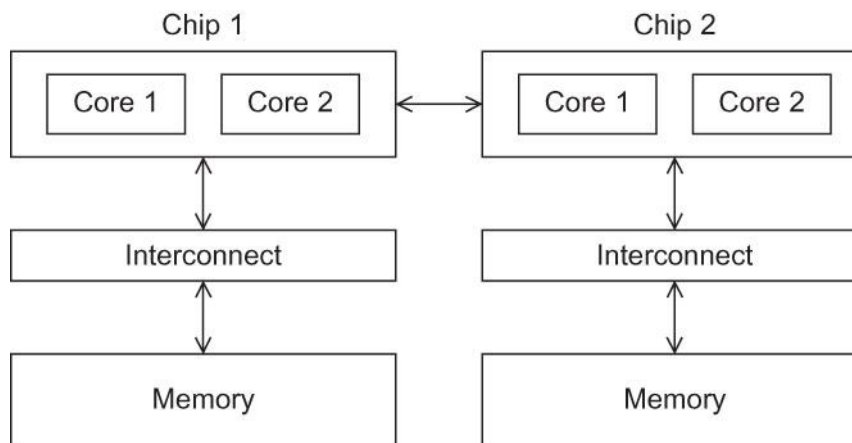 Chip 1
Chip 2
Core 1
Core 2
Core 1
Core 2
Interconnect
Interconnect
Memory
Memory